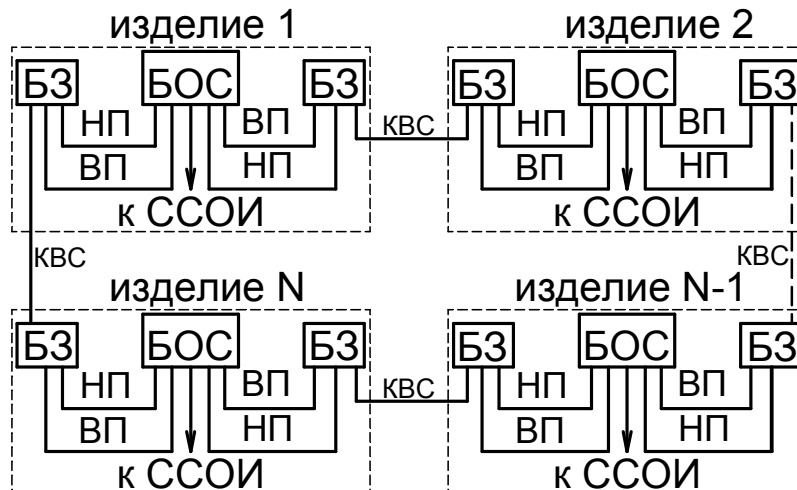 изделие 1 изделие 2
БЗ БОС БЗ БЗ БОС БЗ
НП ВП КВС НП ВП
ВП НП ВП НП
к ССОИ к ССОИ
КВС КВС
изделие N изделие N-1
БЗ БОС БЗ БЗ БОС БЗ
НП ВП КВС НП ВП
ВП НП ВП НП
к ССОИ к ССОИ